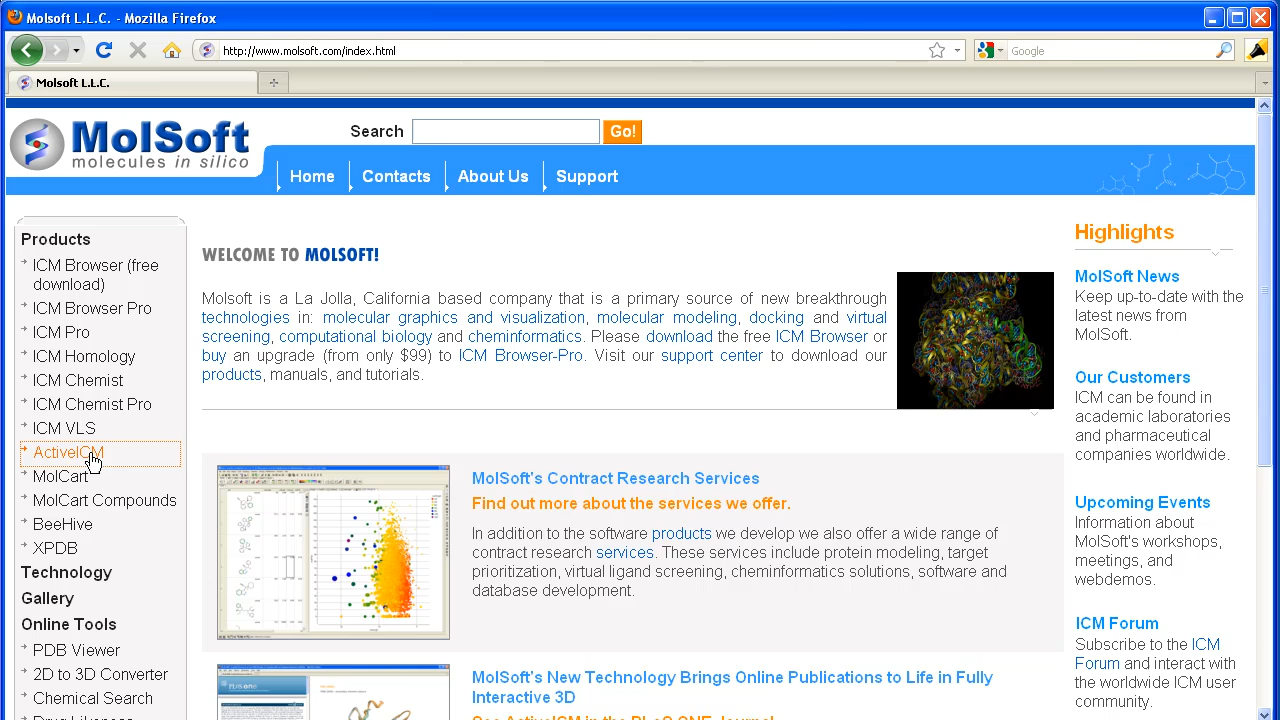 Molsoft L.L.C. - Mozilla Firefox
http://www.molsoft.com/index.html
Google
Molsoft L.L.C.
MolSoft
molecules in silico
Search
Go!
Home
Contacts
About Us
Support
Products
ICM Browser (free
download)
ICM Browser Pro
ICM Pro
ICM Homology
ICM Chemist
ICM Chemist Pro
ICM VLS
ActiveICM
MolCart
MolCart Compounds
BeeHive
XPDB
Technology
Gallery
Online Tools
PDB Viewer
2D to 3D Converter
Chemical Search
WELCOME TO MOLSOFT!
Molsoft is a La Jolla, California based company tat is a primary source of new breakthrough
technologies in: molecular graphics and visualization, molecular modeling, docking and virtual
screening, computational biology and cheminformatics. Please download the free ICM Browser or
buy an upgrade (from only $99) to ICM Browser-Pro. Visit our support center to download our
products, manuals, and tutorials.
MolSoft's Contract Research Services
Find out more about the services we offer.
In addition to the software products we develop we also offer a wide range of
contract research services. These services include protein modeling, target
prioritization, virtual ligand screening, cheminformatics solutions, software and
database development.
MolSoft's New Technology Brings Online Publications to Life in Fully
Interactive 3D
See ActiveICM in the PLoS ONE Journal
Highlights
MolSoft News
Keep up-to-date with the
latest news from
MolSoft.
Our Customers
ICM can be found in
academic laboratories
and pharmaceutical
companies worldwide.
Upcoming Events
Information about
MolSoft's workshops,
meetings, and
webdemos.
ICM Forum
Subscribe to the ICM
Forum and interact with
the worldwide ICM user
community.